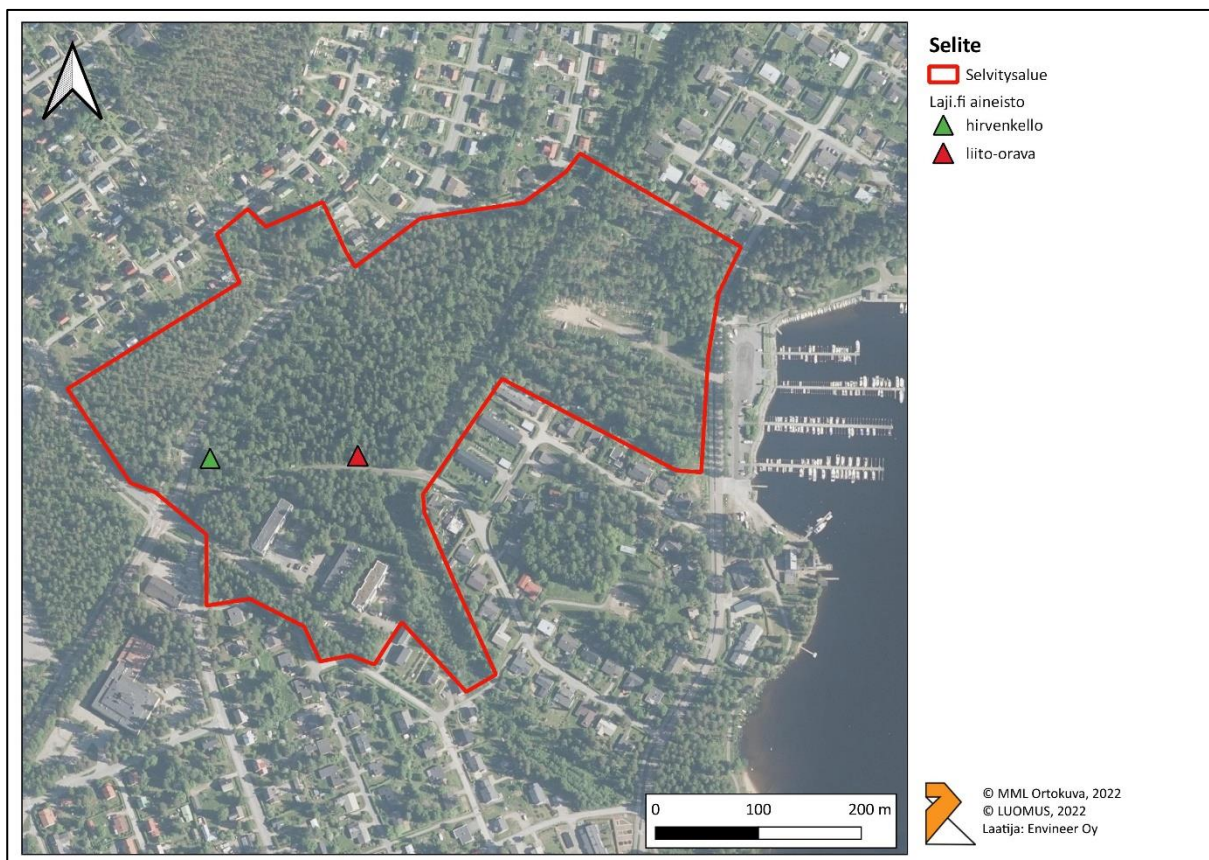 Selite
Selvitysalue
Laji.fi aineisto
hirvenkello
liito-orava
0 100 200 m
© MML Ortokuva, 2022
© LUOMUS, 2022
Laatija: Envineer Oy